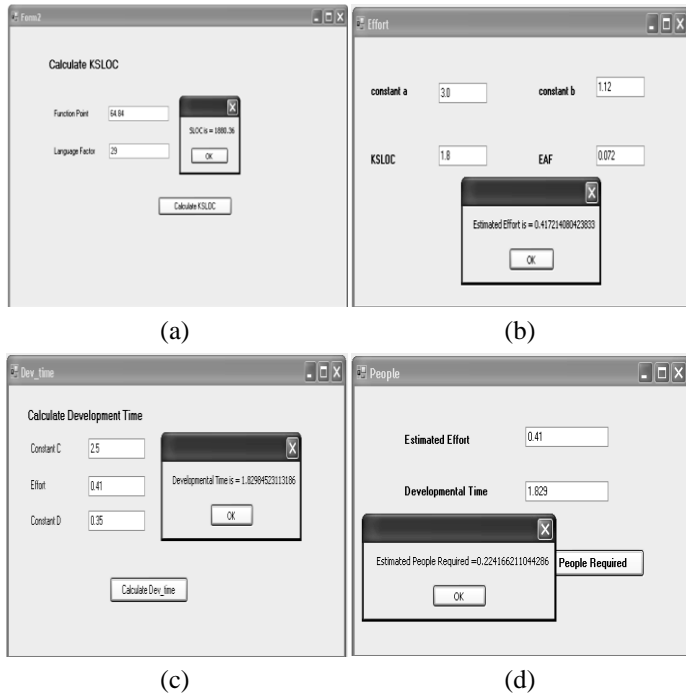 Form2
Calculate KSLOC
Function Point 64.84
Language Factor 29
SLOC is = 1880.36
OK
Calculate KSLOC
(a)
Effort
constant a 3.0 constant b 1.12
KSLOC 1.8 EAF 0.072
Estimated Effort is = 0.417214080423833
OK
(b)
Dev_time
Calculate Development Time
Constant C 2.5
Effort 0.41
Constant D 0.35
Developmental Time is = 1.82984523113186
OK
Calculate Dev_time
(c)
People
Estimated Effort 0.41
Developmental Time 1.829
Estimated People Required =0.224166211044286
OK
People Required
(d)